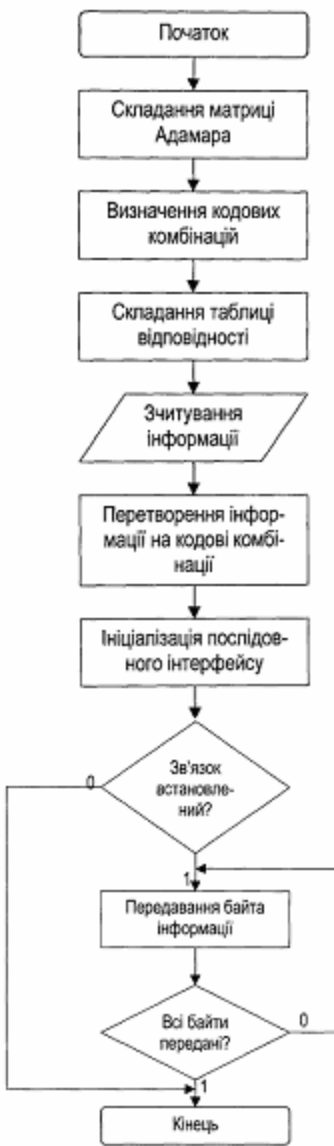 Початок
Складання матриці
Адамара
Визначення кодових
комбінацій
Складання таблиці
відповідності
Зчитування
інформації
Перетворення інфор-
мації на кодові комбі-
нації
Ініціалізація послідов-
ного інтерфейсу
Зв'язок
встановле-
ний?
0
1
Передавання байта
інформації
Всі байти
передані?
0
1
Кінець